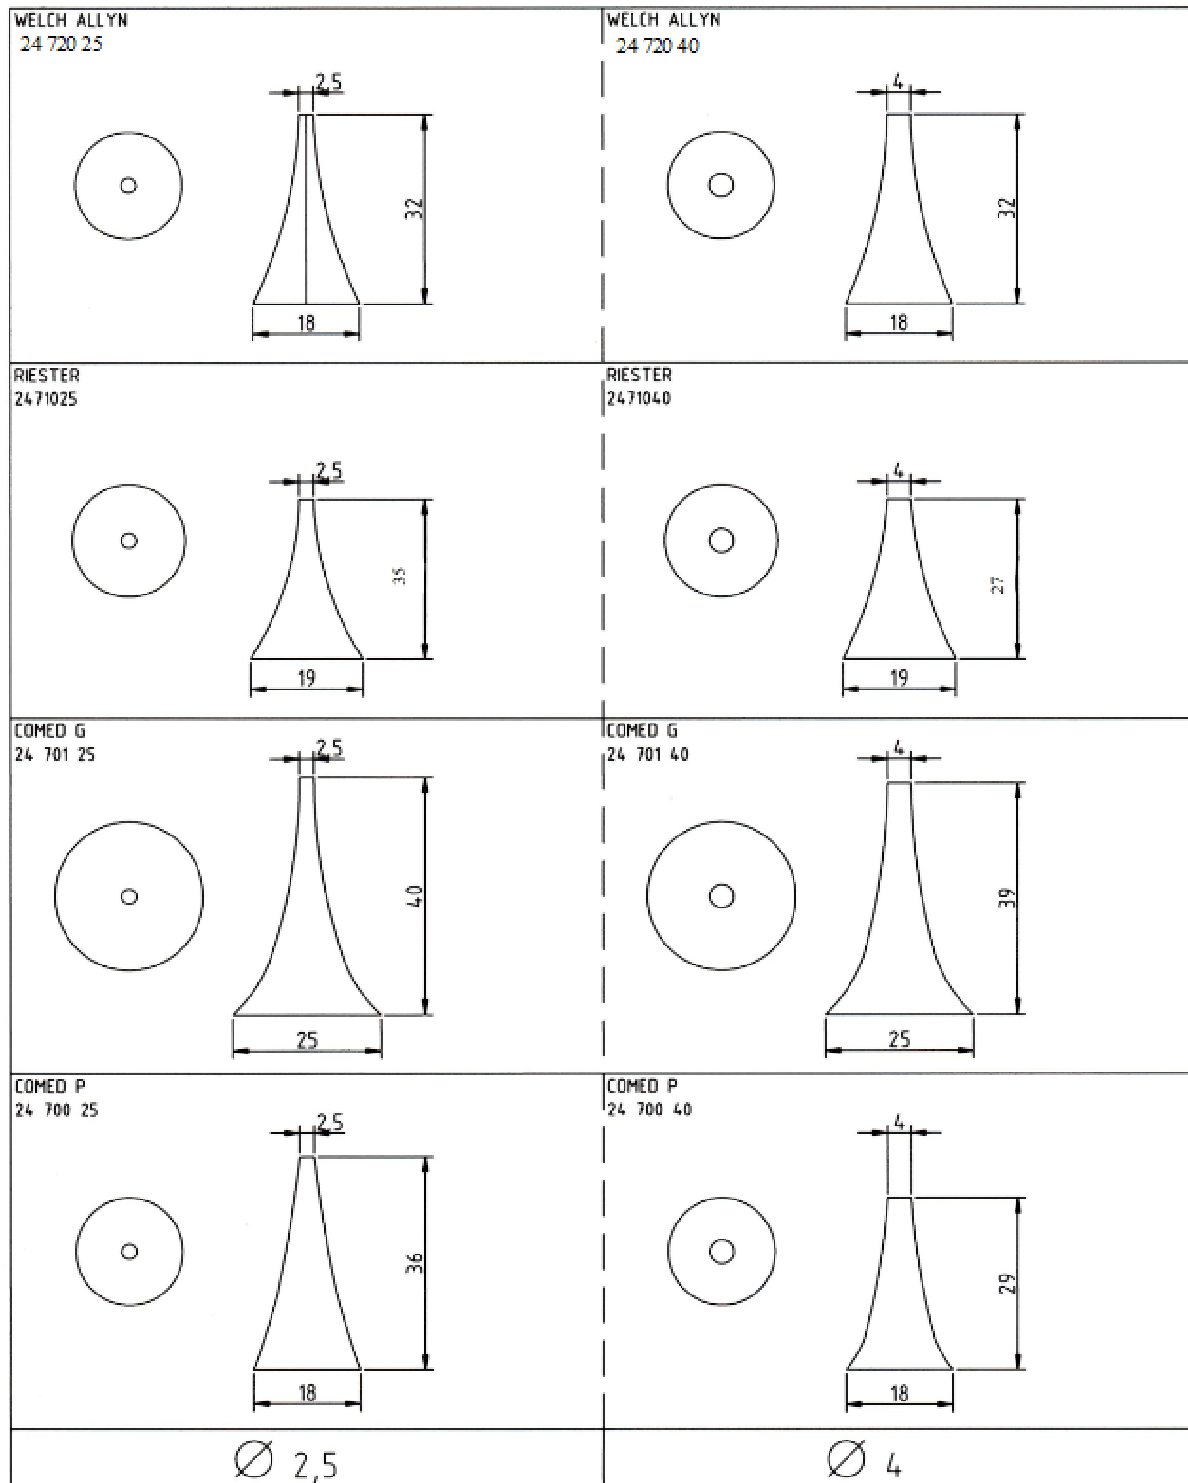 WELCH ALLYN
24 720 25
2,5
32
18
WELCH ALLYN
24 720 40
4
32
18
RIESTER
2471025
2,5
35
19
RIESTER
2471040
4
27
19
COMED G
24 701 25
2,5
40
25
COMED G
24 701 40
4
39
25
COMED P
24 700 25
2,5
36
18
COMED P
24 700 40
4
29
18
Ø 2,5
Ø 4